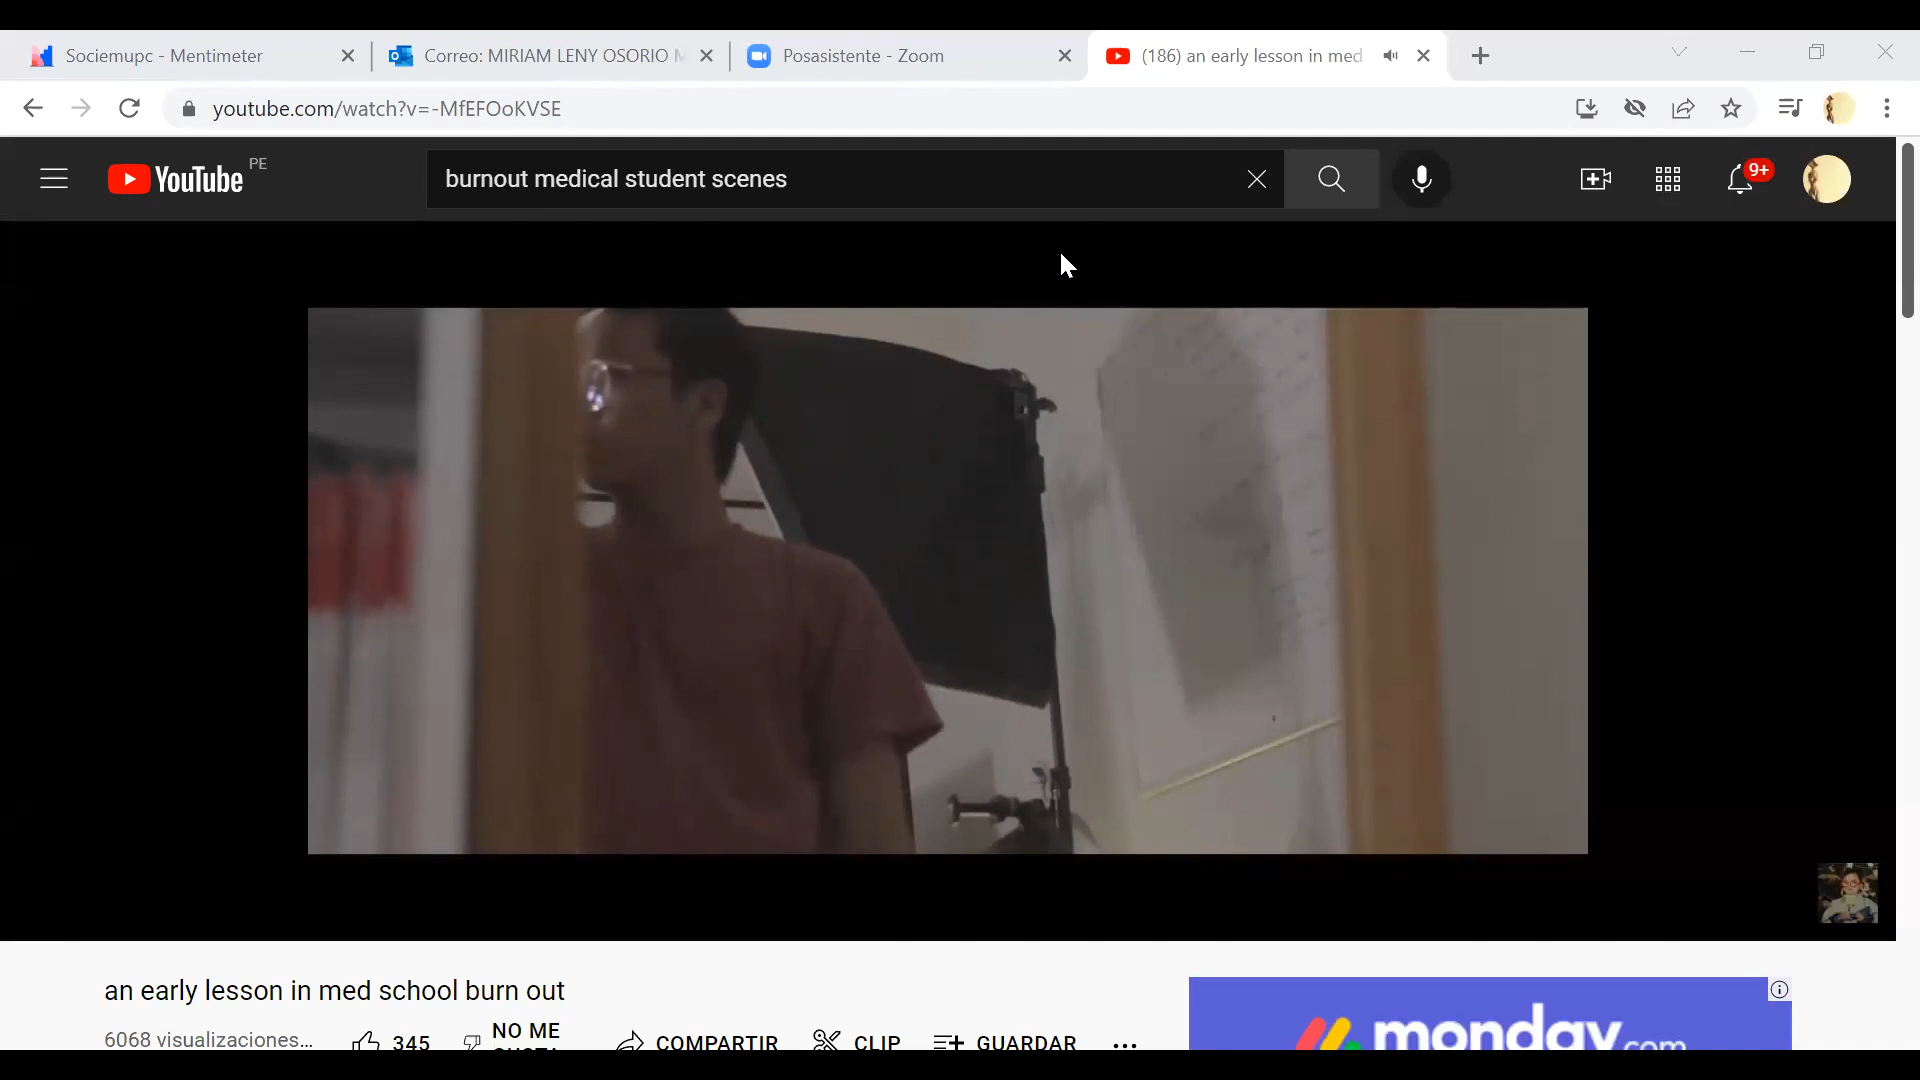 Sociemupc - Mentimeter
Correo: MIRIAM LENY OSORIO M
Posasistente - Zoom
(186) an early lesson in med
youtube.com/watch?v=-MfEFOoKVSE
YouTube PE
burnout medical student scenes
9+
an early lesson in med school burn out
6068 visualizaciones...
345
NO ME
GUSTA
COMPARTIR
CLIP
GUARDAR
monday.com